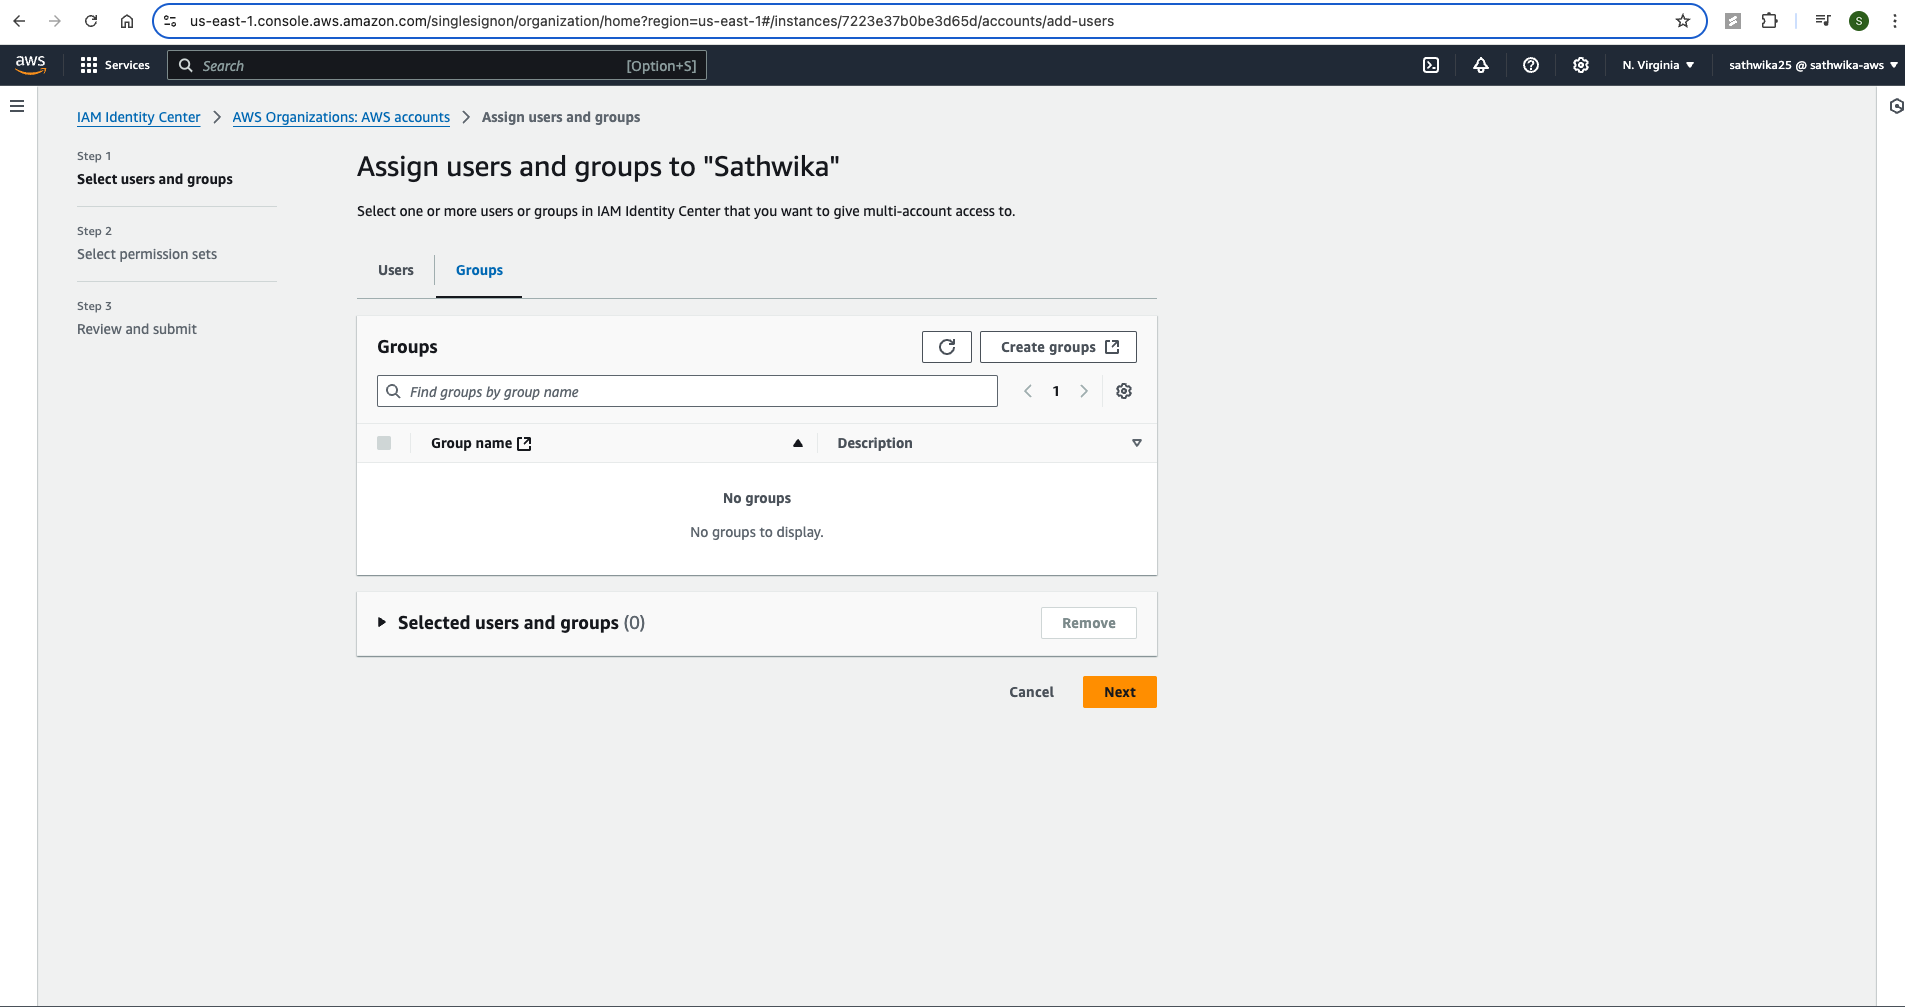 us-east-1.console.aws.amazon.com/singlesignon/organization/home?region=us-east-1#/instances/7223e37b0be3d65d/accounts/add-users
S
aws
Services
Search
[Option+S]
N. Virginia
sathwika25 @ sathwika-aws
IAM Identity Center
AWS Organizations: AWS accounts
Assign users and groups
Step 1
Select users and groups
Step 2
Select permission sets
Step 3
Review and submit
Assign users and groups to "Sathwika"
Select one or more users or groups in IAM Identity Center that you want to give multi-account access to.
Users
Groups
Groups
Create groups
Find groups by group name
1
Group name
Description
No groups
No groups to display.
Selected users and groups (0)
Remove
Cancel
Next